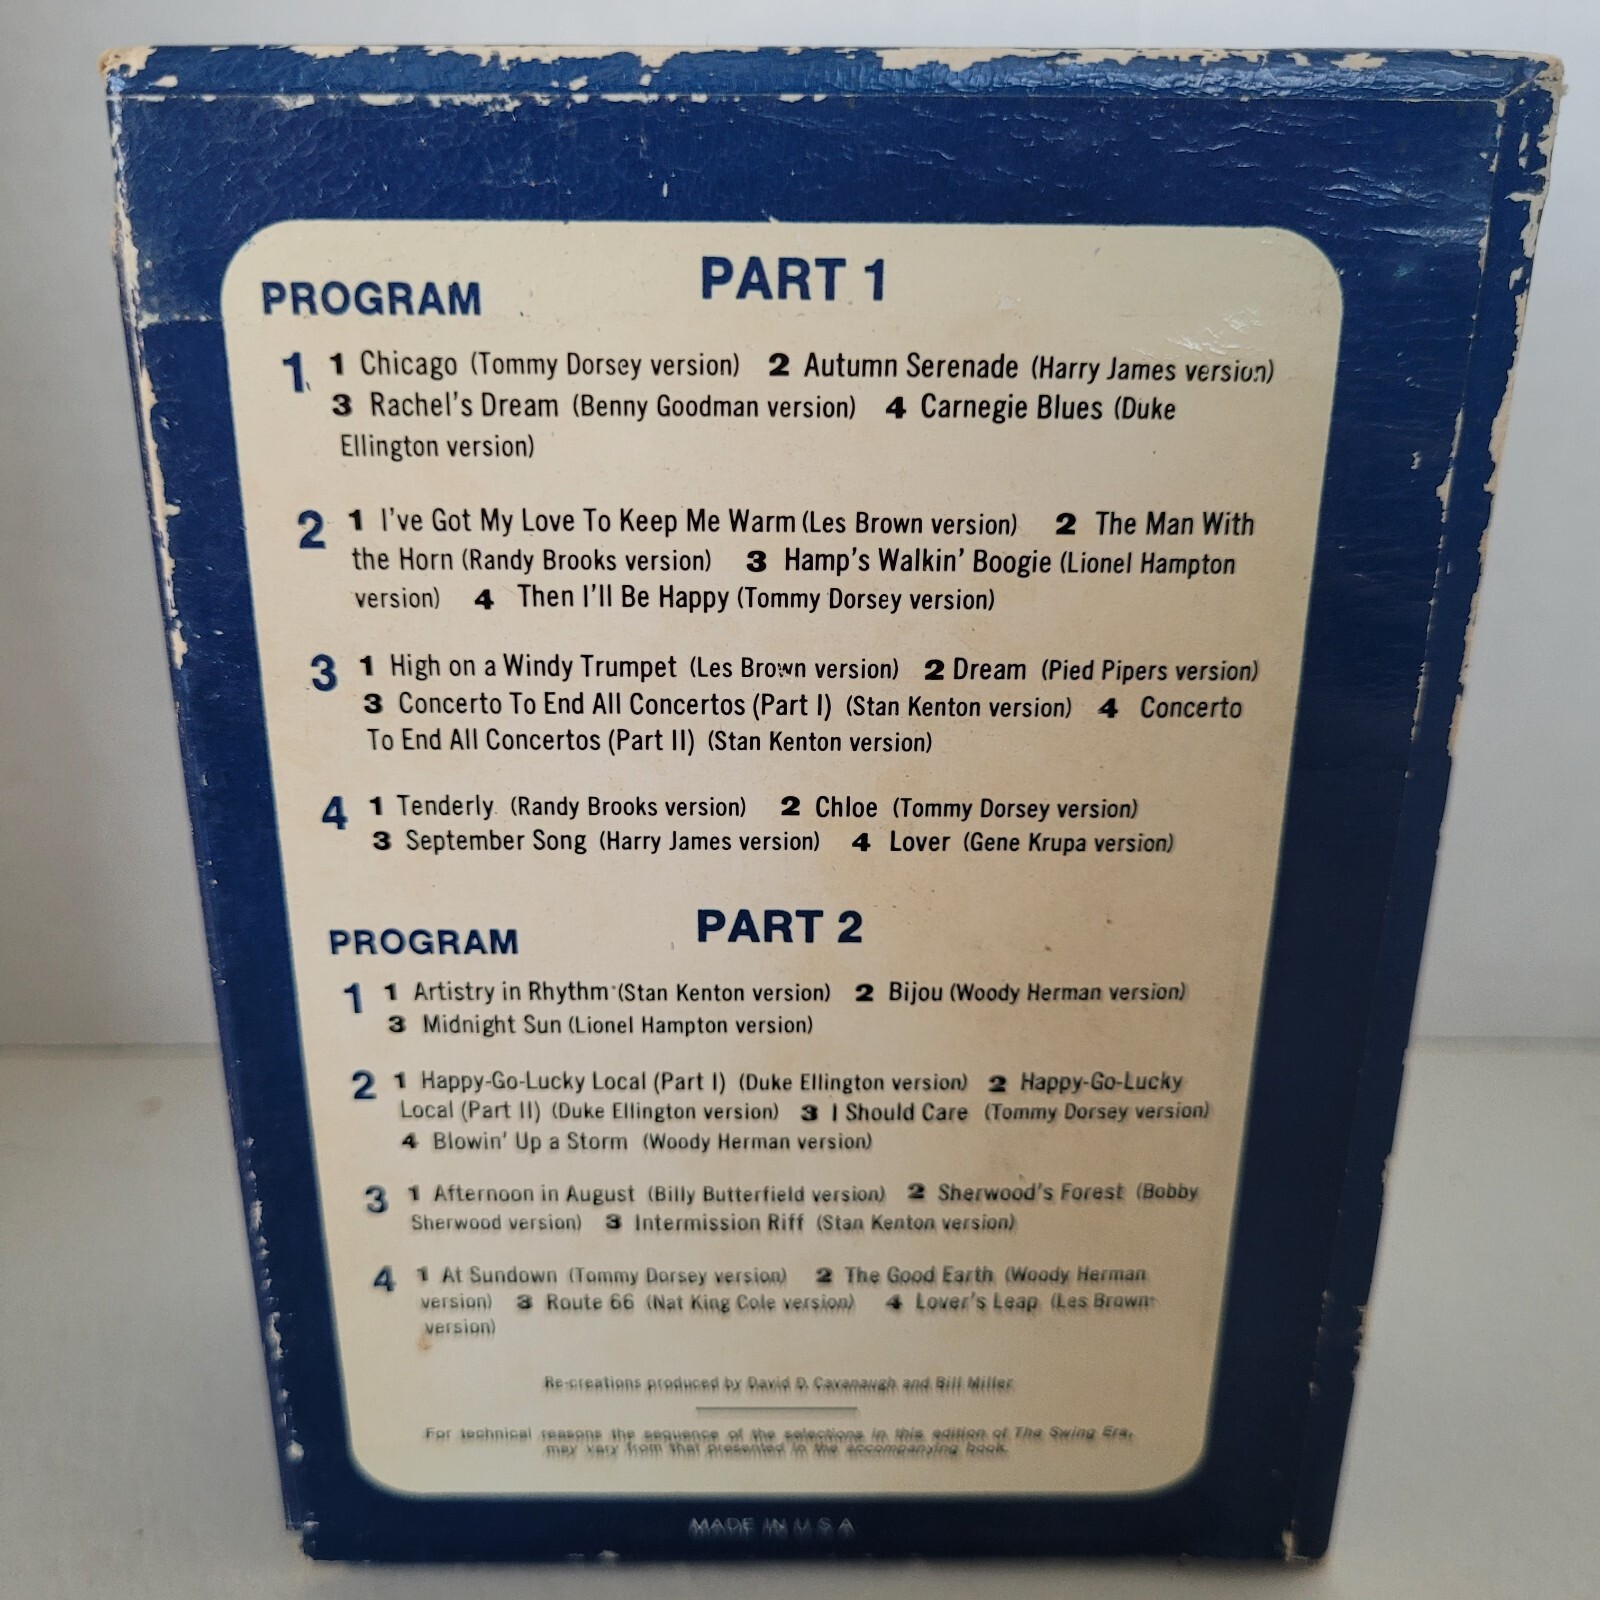 PART 1
PROGRAM
1 1 Chicago (Tommy Dorsey version) 2 Autumn Serenade (Harry James version)
3 Rachel's Dream (Benny Goodman version) 4 Carnegie Blues (Duke
Ellington version)
2 1 I've Got My Love To Keep Me Warm (Les Brown version) 2 The Man With
the Horn (Randy Brooks version) 3 Hamp's Walkin' Boogie (Lionel Hampton
version) 4 Then I'll Be Happy (Tommy Dorsey version)
3 1 High on a Windy Trumpet (Les Brown version) 2 Dream (Pied Pipers version)
3 Concerto To End All Concertos (Part I) (Stan Kenton version) 4 Concerto
To End All Concertos (Part II) (Stan Kenton version)
4 1 Tenderly (Randy Brooks version) 2 Chloe (Tommy Dorsey version)
3 September Song (Harry James version) 4 Lover (Gene Krupa version)
PART 2
PROGRAM
1 1 Artistry in Rhythm (Stan Kenton version) 2 Bijou (Woody Herman version)
3 Midnight Sun (Lionel Hampton version)
2 1 Happy-Go-Lucky Local (Part I) (Duke Ellington version) 2 Happy-Go-Lucky
Local (Part II) (Duke Ellington version) 3 I Should Care (Tommy Dorsey version)
4 Blowin' Up a Storm (Woody Herman version)
3 1 Afternoon in August (Billy Butterfield version) 2 Sherwood's Forest (Bobby
Sherwood version) 3 Intermission Riff (Stan Kenton version)
4 1 At Sundown (Tommy Dorsey version) 2 The Good Earth (Woody Herman
version) 3 Route 66 (Nat King Cole version) 4 Lover's Leap (Les Brown
version)
Re-creations produced by David D. Cavanaugh and Bill Miller
For technical reasons the sequence of the selections in this edition of The Swing Era,
may vary from that presented in the accompanying book.
MADE IN U S A